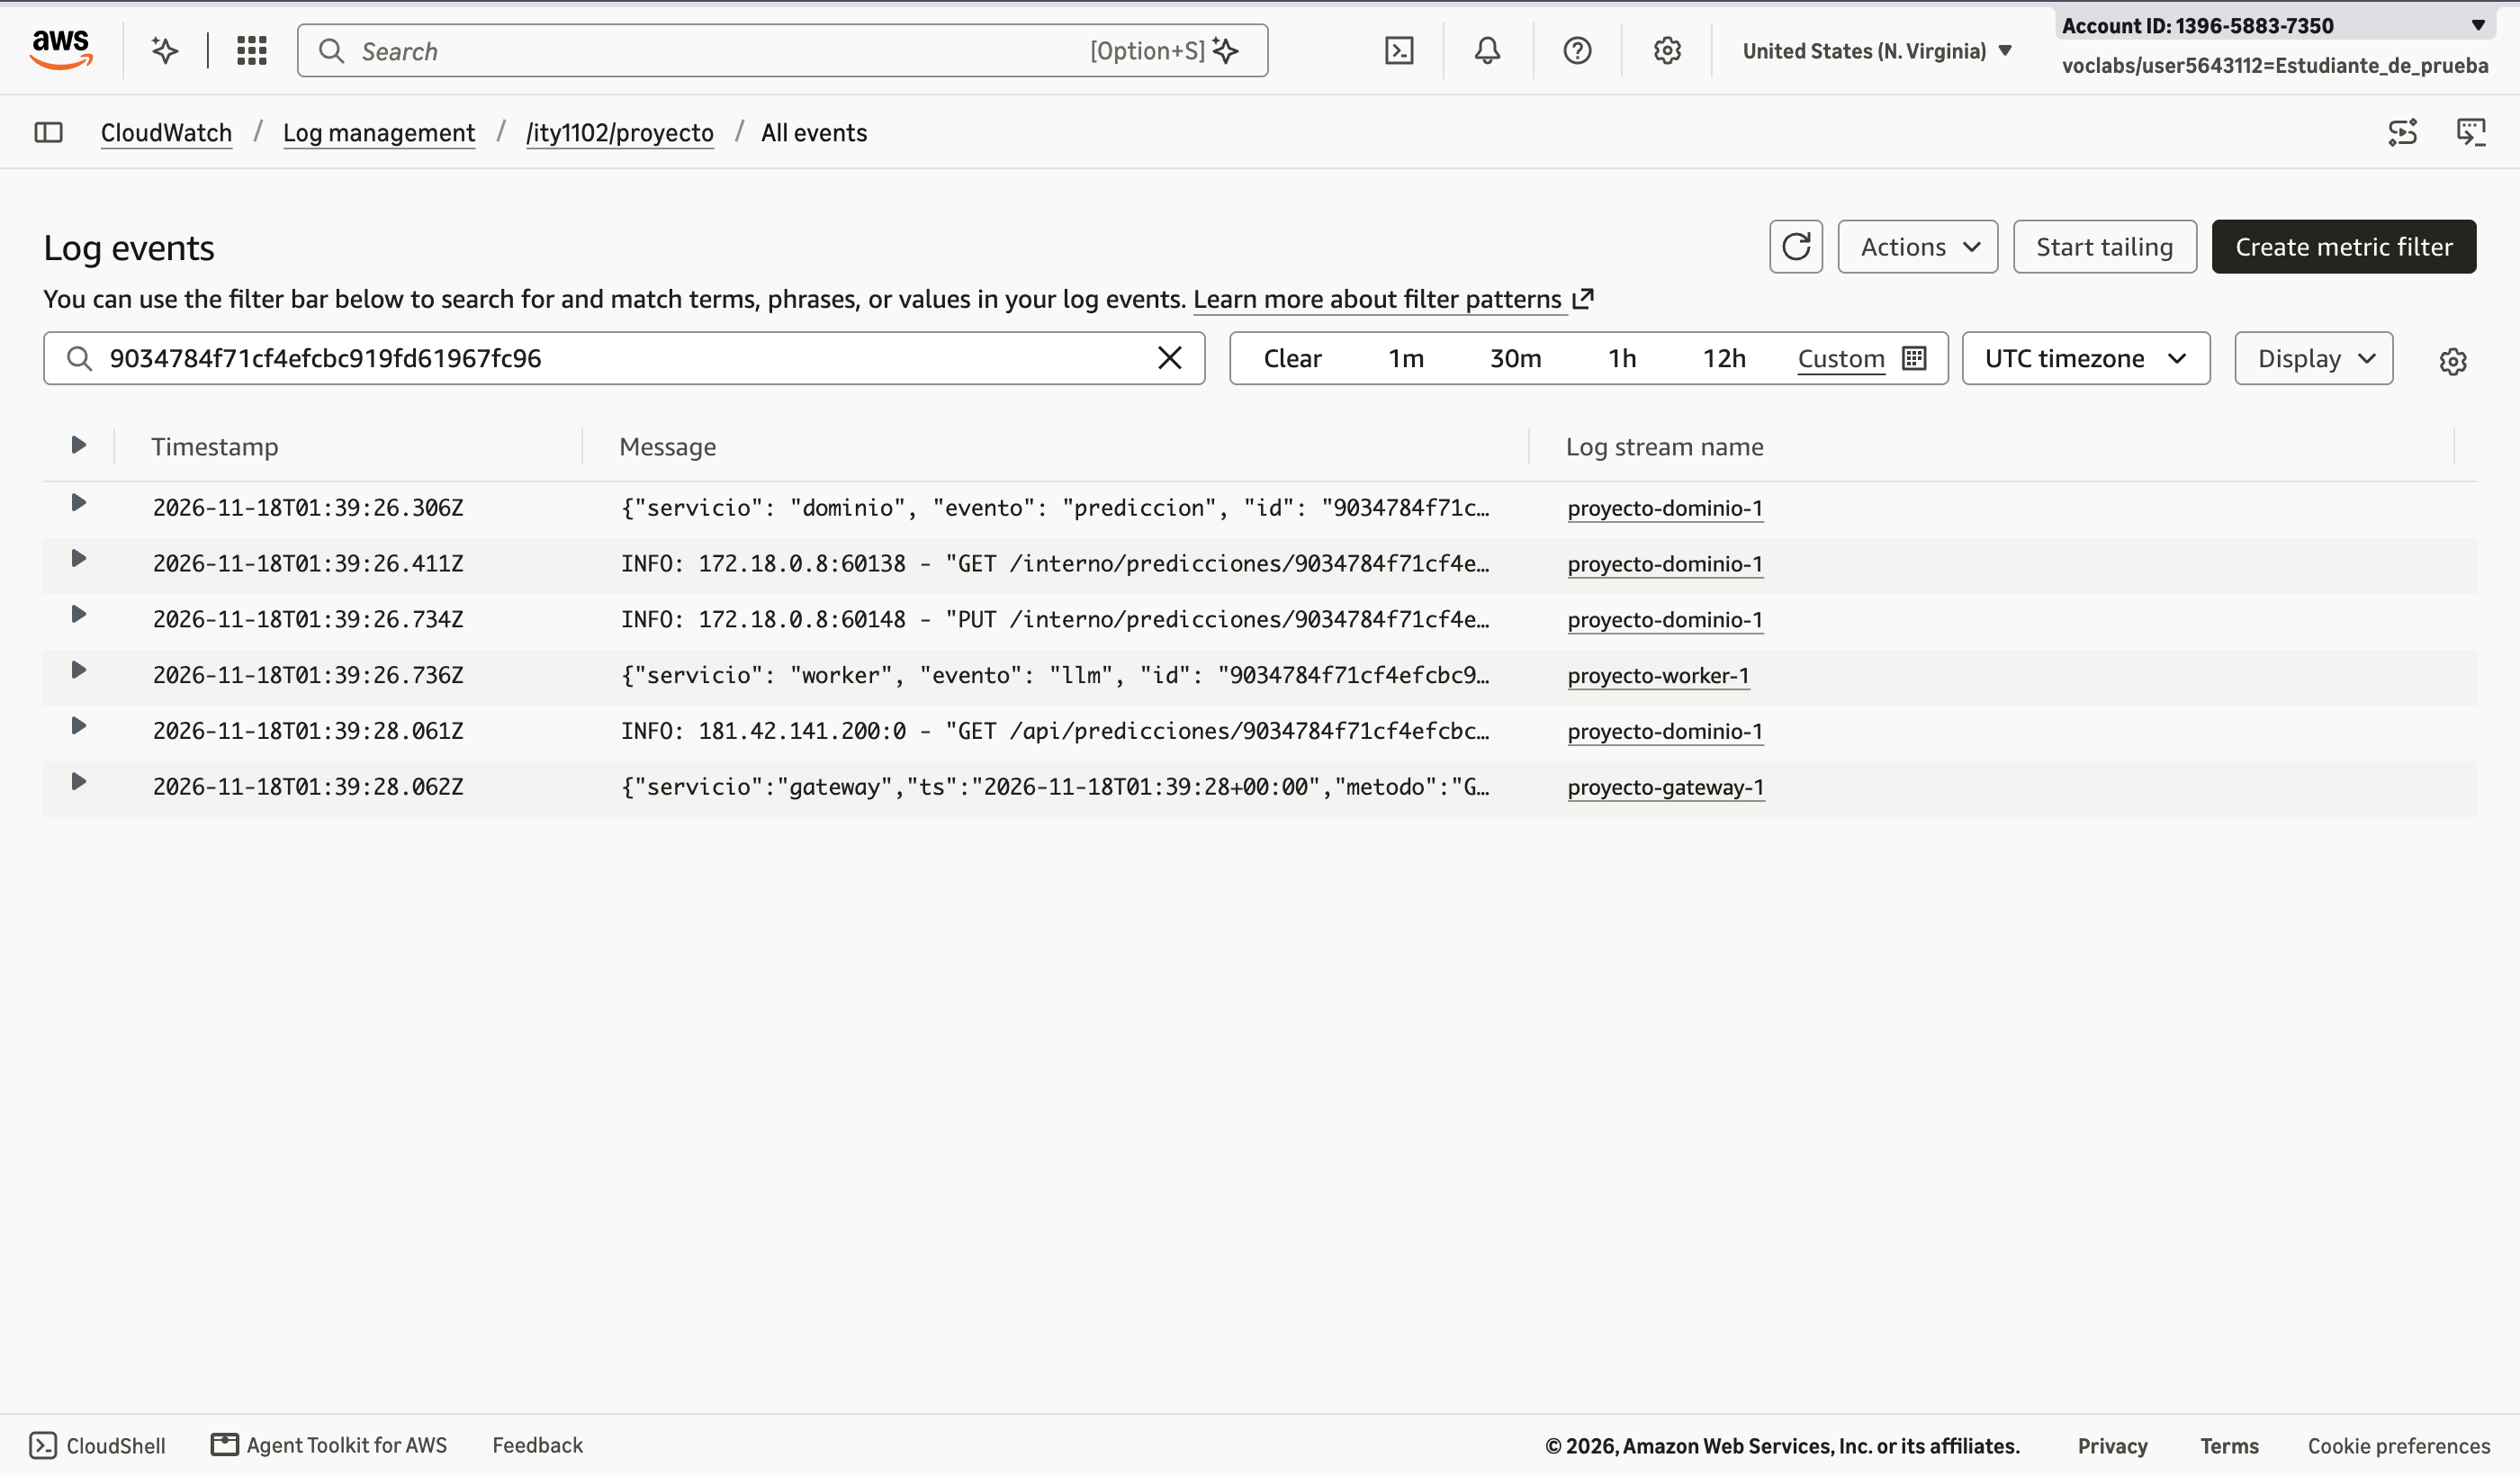 aws
Search [Option+S]
United States (N. Virginia)
Account ID: 1396-5883-7350
voclabs/user5643112=Estudiante_de_prueba
CloudWatch / Log management / /ity1102/proyecto / All events
Log events
Actions
Start tailing
Create metric filter
You can use the filter bar below to search for and match terms, phrases, or values in your log events. Learn more about filter patterns
9034784f71cf4efcbc919fd61967fc96
Clear 1m 30m 1h 12h Custom
UTC timezone
Display
Timestamp Message Log stream name
2026-11-18T01:39:26.306Z {"servicio": "dominio", "evento": "prediccion", "id": "9034784f71c… proyecto-dominio-1
2026-11-18T01:39:26.411Z INFO: 172.18.0.8:60138 - "GET /interno/predicciones/9034784f71cf4e… proyecto-dominio-1
2026-11-18T01:39:26.734Z INFO: 172.18.0.8:60148 - "PUT /interno/predicciones/9034784f71cf4e… proyecto-dominio-1
2026-11-18T01:39:26.736Z {"servicio": "worker", "evento": "llm", "id": "9034784f71cf4efcbc9… proyecto-worker-1
2026-11-18T01:39:28.061Z INFO: 181.42.141.200:0 - "GET /api/predicciones/9034784f71cf4efcbc… proyecto-dominio-1
2026-11-18T01:39:28.062Z {"servicio":"gateway","ts":"2026-11-18T01:39:28+00:00","metodo":"G… proyecto-gateway-1
CloudShell Agent Toolkit for AWS Feedback © 2026, Amazon Web Services, Inc. or its affiliates. Privacy Terms Cookie preferences